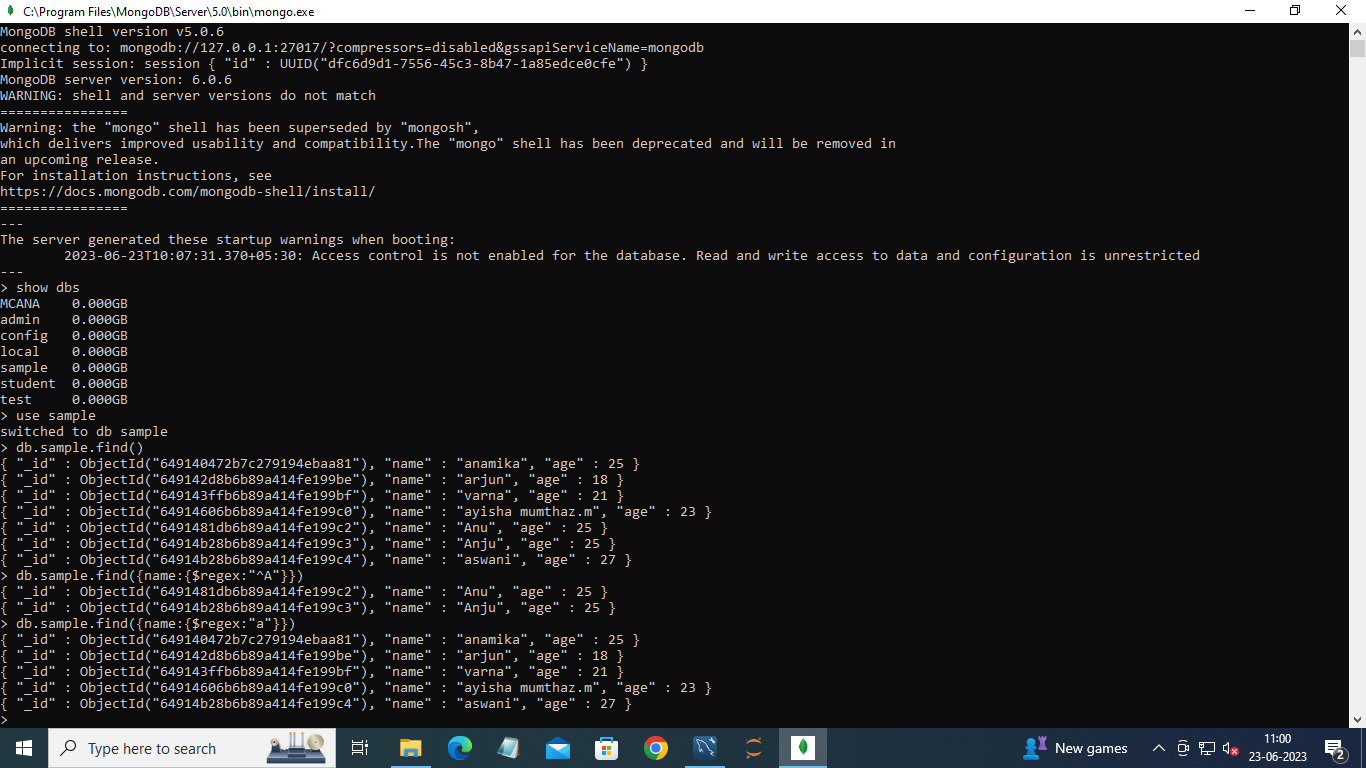 C:\Program Files\MongoDB\Server\5.0\bin\mongo.exe
MongoDB shell version v5.0.6
connecting to: mongodb://127.0.0.1:27017/?compressors=disabled&gssapiServiceName=mongodb
Implicit session: session { "id" : UUID("dfc6d9d1-7556-45c3-8b47-1a85edce0cfe") }
MongoDB server version: 6.0.6
WARNING: shell and server versions do not match
================
Warning: the "mongo" shell has been superseded by "mongosh",
which delivers improved usability and compatibility.The "mongo" shell has been deprecated and will be removed in
an upcoming release.
For installation instructions, see
https://docs.mongodb.com/mongodb-shell/install/
================
---
The server generated these startup warnings when booting:
        2023-06-23T10:07:31.370+05:30: Access control is not enabled for the database. Read and write access to data and configuration is unrestricted
---
> show dbs
MCANA    0.000GB
admin    0.000GB
config   0.000GB
local    0.000GB
sample   0.000GB
student  0.000GB
test     0.000GB
> use sample
switched to db sample
> db.sample.find()
{ "_id" : ObjectId("649140472b7c279194ebaa81"), "name" : "anamika", "age" : 25 }
{ "_id" : ObjectId("649142d8b6b89a414fe199be"), "name" : "arjun", "age" : 18 }
{ "_id" : ObjectId("649143ffb6b89a414fe199bf"), "name" : "varna", "age" : 21 }
{ "_id" : ObjectId("64914606b6b89a414fe199c0"), "name" : "ayisha mumthaz.m", "age" : 23 }
{ "_id" : ObjectId("6491481db6b89a414fe199c2"), "name" : "Anu", "age" : 25 }
{ "_id" : ObjectId("64914b28b6b89a414fe199c3"), "name" : "Anju", "age" : 25 }
{ "_id" : ObjectId("64914b28b6b89a414fe199c4"), "name" : "aswani", "age" : 27 }
> db.sample.find({name:{$regex:"^A"}})
{ "_id" : ObjectId("6491481db6b89a414fe199c2"), "name" : "Anu", "age" : 25 }
{ "_id" : ObjectId("64914b28b6b89a414fe199c3"), "name" : "Anju", "age" : 25 }
> db.sample.find({name:{$regex:"a"}})
{ "_id" : ObjectId("649140472b7c279194ebaa81"), "name" : "anamika", "age" : 25 }
{ "_id" : ObjectId("649142d8b6b89a414fe199be"), "name" : "arjun", "age" : 18 }
{ "_id" : ObjectId("649143ffb6b89a414fe199bf"), "name" : "varna", "age" : 21 }
{ "_id" : ObjectId("64914606b6b89a414fe199c0"), "name" : "ayisha mumthaz.m", "age" : 23 }
{ "_id" : ObjectId("64914b28b6b89a414fe199c4"), "name" : "aswani", "age" : 27 }
>
Type here to search
New games
11:00
23-06-2023
2